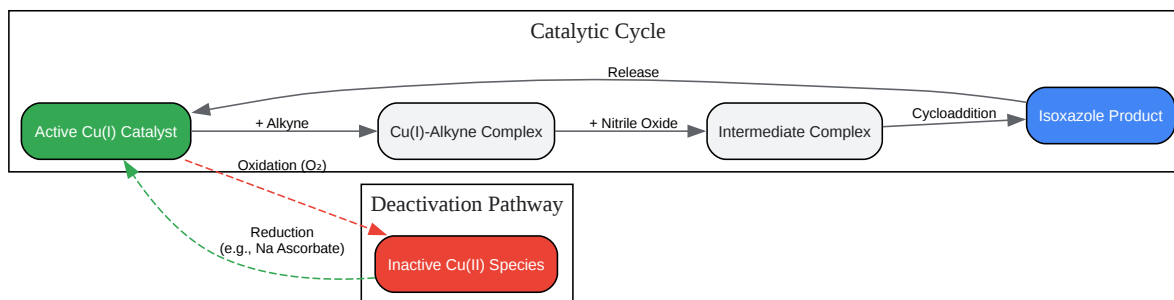 Catalytic Cycle
Release
Active Cu(I) Catalyst
+ Alkyne
Cu(I)-Alkyne Complex
+ Nitrile Oxide
Intermediate Complex
Cycloaddition
Isoxazole Product
Oxidation (O₂)
Deactivation Pathway
Reduction
(e.g., Na Ascorbate)
Inactive Cu(II) Species